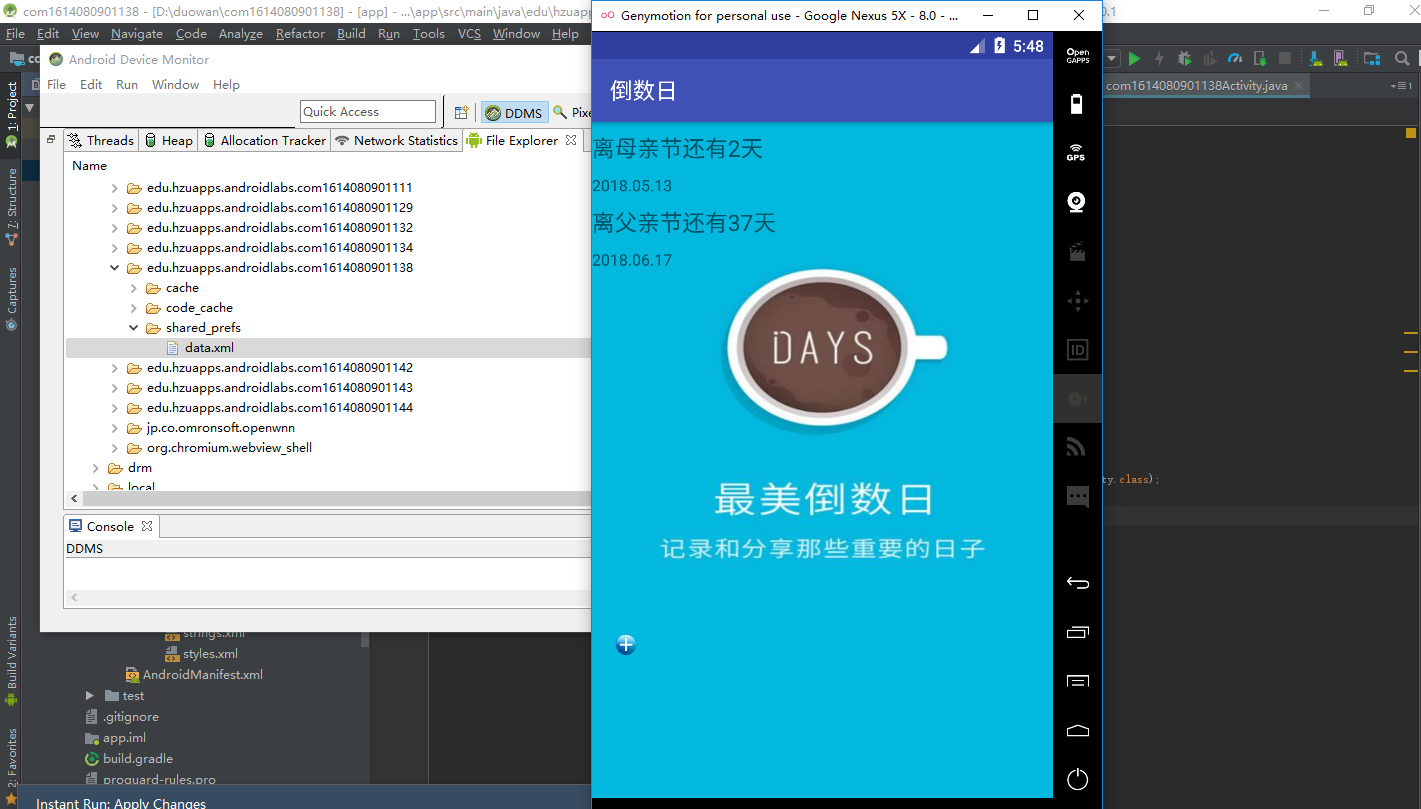 com1614080901138 - [D:\duowan\com1614080901138] - [app] - ...\app\src\main\java\edu\hzuapps
File Edit View Navigate Code Analyze Refactor Build Run Tools VCS Window Help
Android Device Monitor
File Edit Run Window Help
Quick Access
DDMS
Threads Heap Allocation Tracker Network Statistics File Explorer
Name
edu.hzuapps.androidlabs.com1614080901111
edu.hzuapps.androidlabs.com1614080901129
edu.hzuapps.androidlabs.com1614080901132
edu.hzuapps.androidlabs.com1614080901134
edu.hzuapps.androidlabs.com1614080901138
cache
code_cache
shared_prefs
data.xml
edu.hzuapps.androidlabs.com1614080901142
edu.hzuapps.androidlabs.com1614080901143
edu.hzuapps.androidlabs.com1614080901144
jp.co.omronsoft.openwnn
org.chromium.webview_shell
drm
local
Console
DDMS
1: Project
7: Structure
Captures
Build Variants
2: Favorites
strings.xml
styles.xml
AndroidManifest.xml
test
.gitignore
app.iml
build.gradle
proguard-rules.pro
Instant Run: Apply Changes
Genymotion for personal use - Google Nexus 5X - 8.0 - ...
5:48
倒数日
离母亲节还有2天
2018.05.13
离父亲节还有37天
2018.06.17
DAYS
最美倒数日
记录和分享那些重要的日子
Open
GAPPS
GPS
ID
com1614080901138Activity.java
1
ty.class);